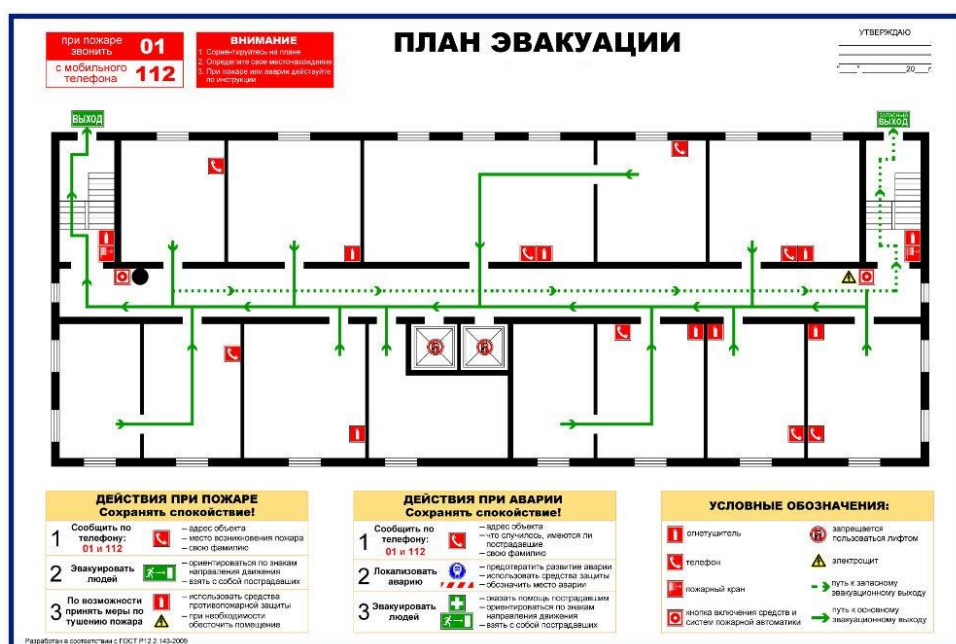 при пожаре звонить 01
с мобильного телефона 112
ВНИМАНИЕ
1. Сориентируйтесь на плане
2. Определите свое местонахождение
3. При пожаре или аварии действуйте
по инструкции
ПЛАН ЭВАКУАЦИИ
УТВЕРЖДАЮ
"___"__________20__г.
ВЫХОД
ЗАПАСНЫЙ
ВЫХОД
ДЕЙСТВИЯ ПРИ ПОЖАРЕ
Сохранять спокойствие!
1
Сообщить по
телефону:
01 и 112
– адрес объекта
– место возникновения пожара
– свою фамилию
2
Эвакуировать
людей
– ориентироваться по знакам
направления движения
– взять с собой пострадавших
3
По возможности
принять меры по
тушению пожара
– использовать средства
противопожарной защиты
– при необходимости
обесточить помещение
ДЕЙСТВИЯ ПРИ АВАРИИ
Сохранять спокойствие!
1
Сообщить по
телефону:
01 и 112
– адрес объекта
– что случилось, имеются ли
пострадавшие
– свою фамилию
2
Локализовать
аварию
– предотвратить развитие аварии
– использовать средства защиты
– обозначить место аварии
3
Эвакуировать
людей
– оказать помощь пострадавшим
– ориентироваться по знакам
направления движения
– взять с собой пострадавших
УСЛОВНЫЕ ОБОЗНАЧЕНИЯ:
огнетушитель
телефон
пожарный кран
кнопка включения средств и
систем пожарной автоматики
запрещается
пользоваться лифтом
электрощит
путь к запасному
эвакуационному выходу
путь к основному
эвакуационному выходу
Разработан в соответствии с ГОСТ Р12.2.143-2009